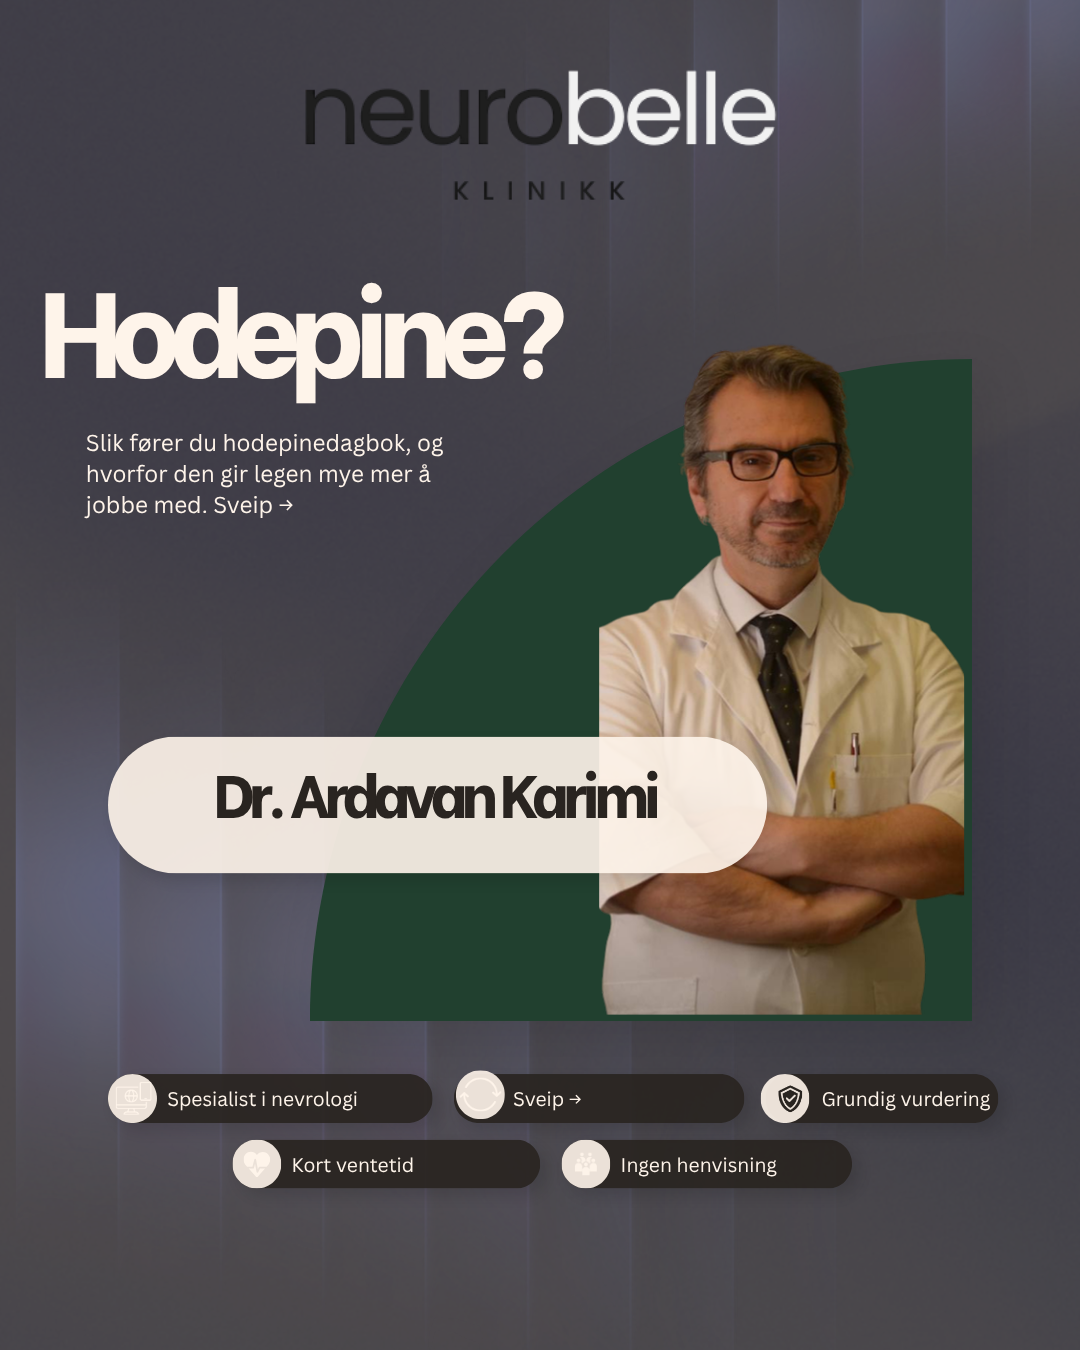 neurobelle
KLINIKK
Hodepine?
Slik fører du hodepinedagbok, og
hvorfor den gir legen mye mer å
jobbe med. Sveip →
Dr. Ardavan Karimi
Spesialist i nevrologi
Sveip →
Grundig vurdering
Kort ventetid
Ingen henvisning